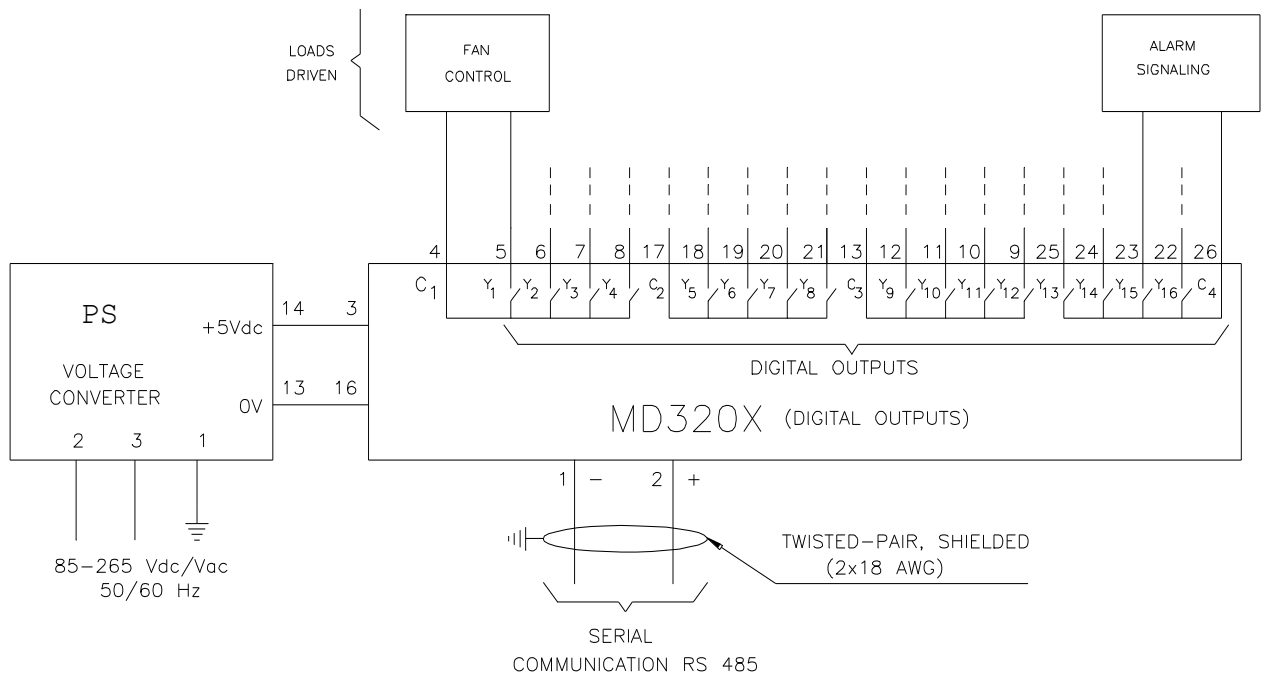 LOADS
DRIVEN
FAN
CONTROL
ALARM
SIGNALING
4 5 6 7 8 17 18 19 20 21 13 12 11 10 9 25 24 23 22 26
C1 Y1 Y2 Y3 Y4 C2 Y5 Y6 Y7 Y8 C3 Y9 Y10 Y11 Y12 Y13 Y14 Y15 Y16 C4
PS
+5Vdc
14 3
VOLTAGE
CONVERTER
0V
13 16
2 3 1
85-265 Vdc/Vac
50/60 Hz
DIGITAL OUTPUTS
MD320X (DIGITAL OUTPUTS)
1 - 2 +
TWISTED-PAIR, SHIELDED
(2x18 AWG)
SERIAL
COMMUNICATION RS 485